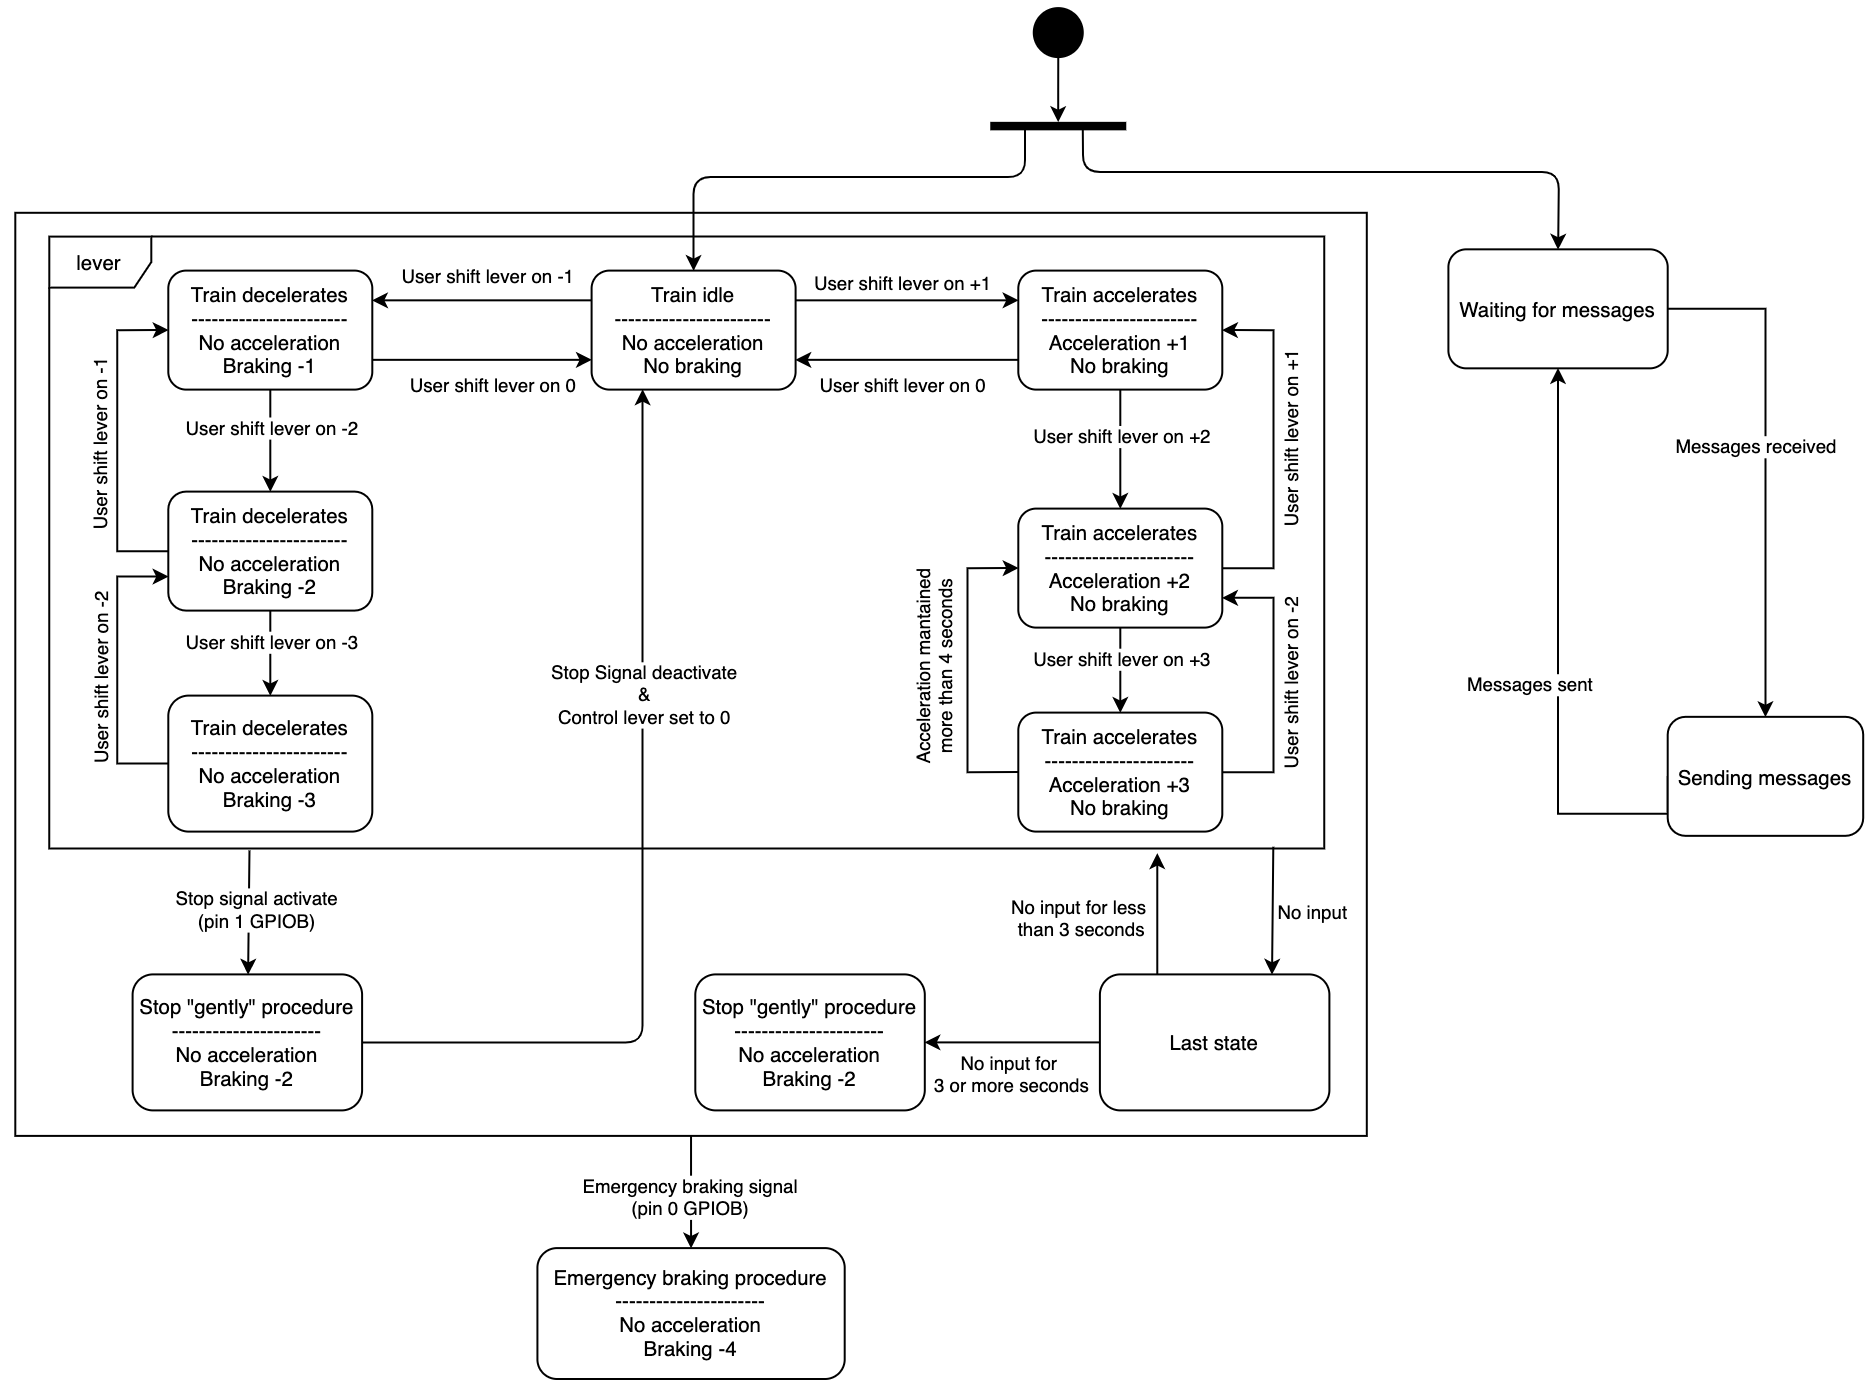 lever
Train decelerates
-----------------------
No acceleration
Braking -1
User shift lever on -1
User shift lever on 0
Train idle
-----------------------
No acceleration
No braking
User shift lever on +1
User shift lever on 0
Train accelerates
-----------------------
Acceleration +1
No braking
User shift lever on -1
User shift lever on -2
Train decelerates
-----------------------
No acceleration
Braking -2
User shift lever on -2
User shift lever on -3
Train decelerates
-----------------------
No acceleration
Braking -3
Stop Signal deactivate
&
Control lever set to 0
User shift lever on +2
User shift lever on +1
Train accelerates
----------------------
Acceleration +2
No braking
Acceleration mantained
more than 4 seconds
User shift lever on +3
User shift lever on -2
Train accelerates
----------------------
Acceleration +3
No braking
Waiting for messages
Messages received
Messages sent
Sending messages
Stop signal activate
(pin 1 GPIOB)
Stop "gently" procedure
----------------------
No acceleration
Braking -2
No input for less
than 3 seconds
No input
Stop "gently" procedure
----------------------
No acceleration
Braking -2
No input for
3 or more seconds
Last state
Emergency braking signal
(pin 0 GPIOB)
Emergency braking procedure
----------------------
No acceleration
Braking -4